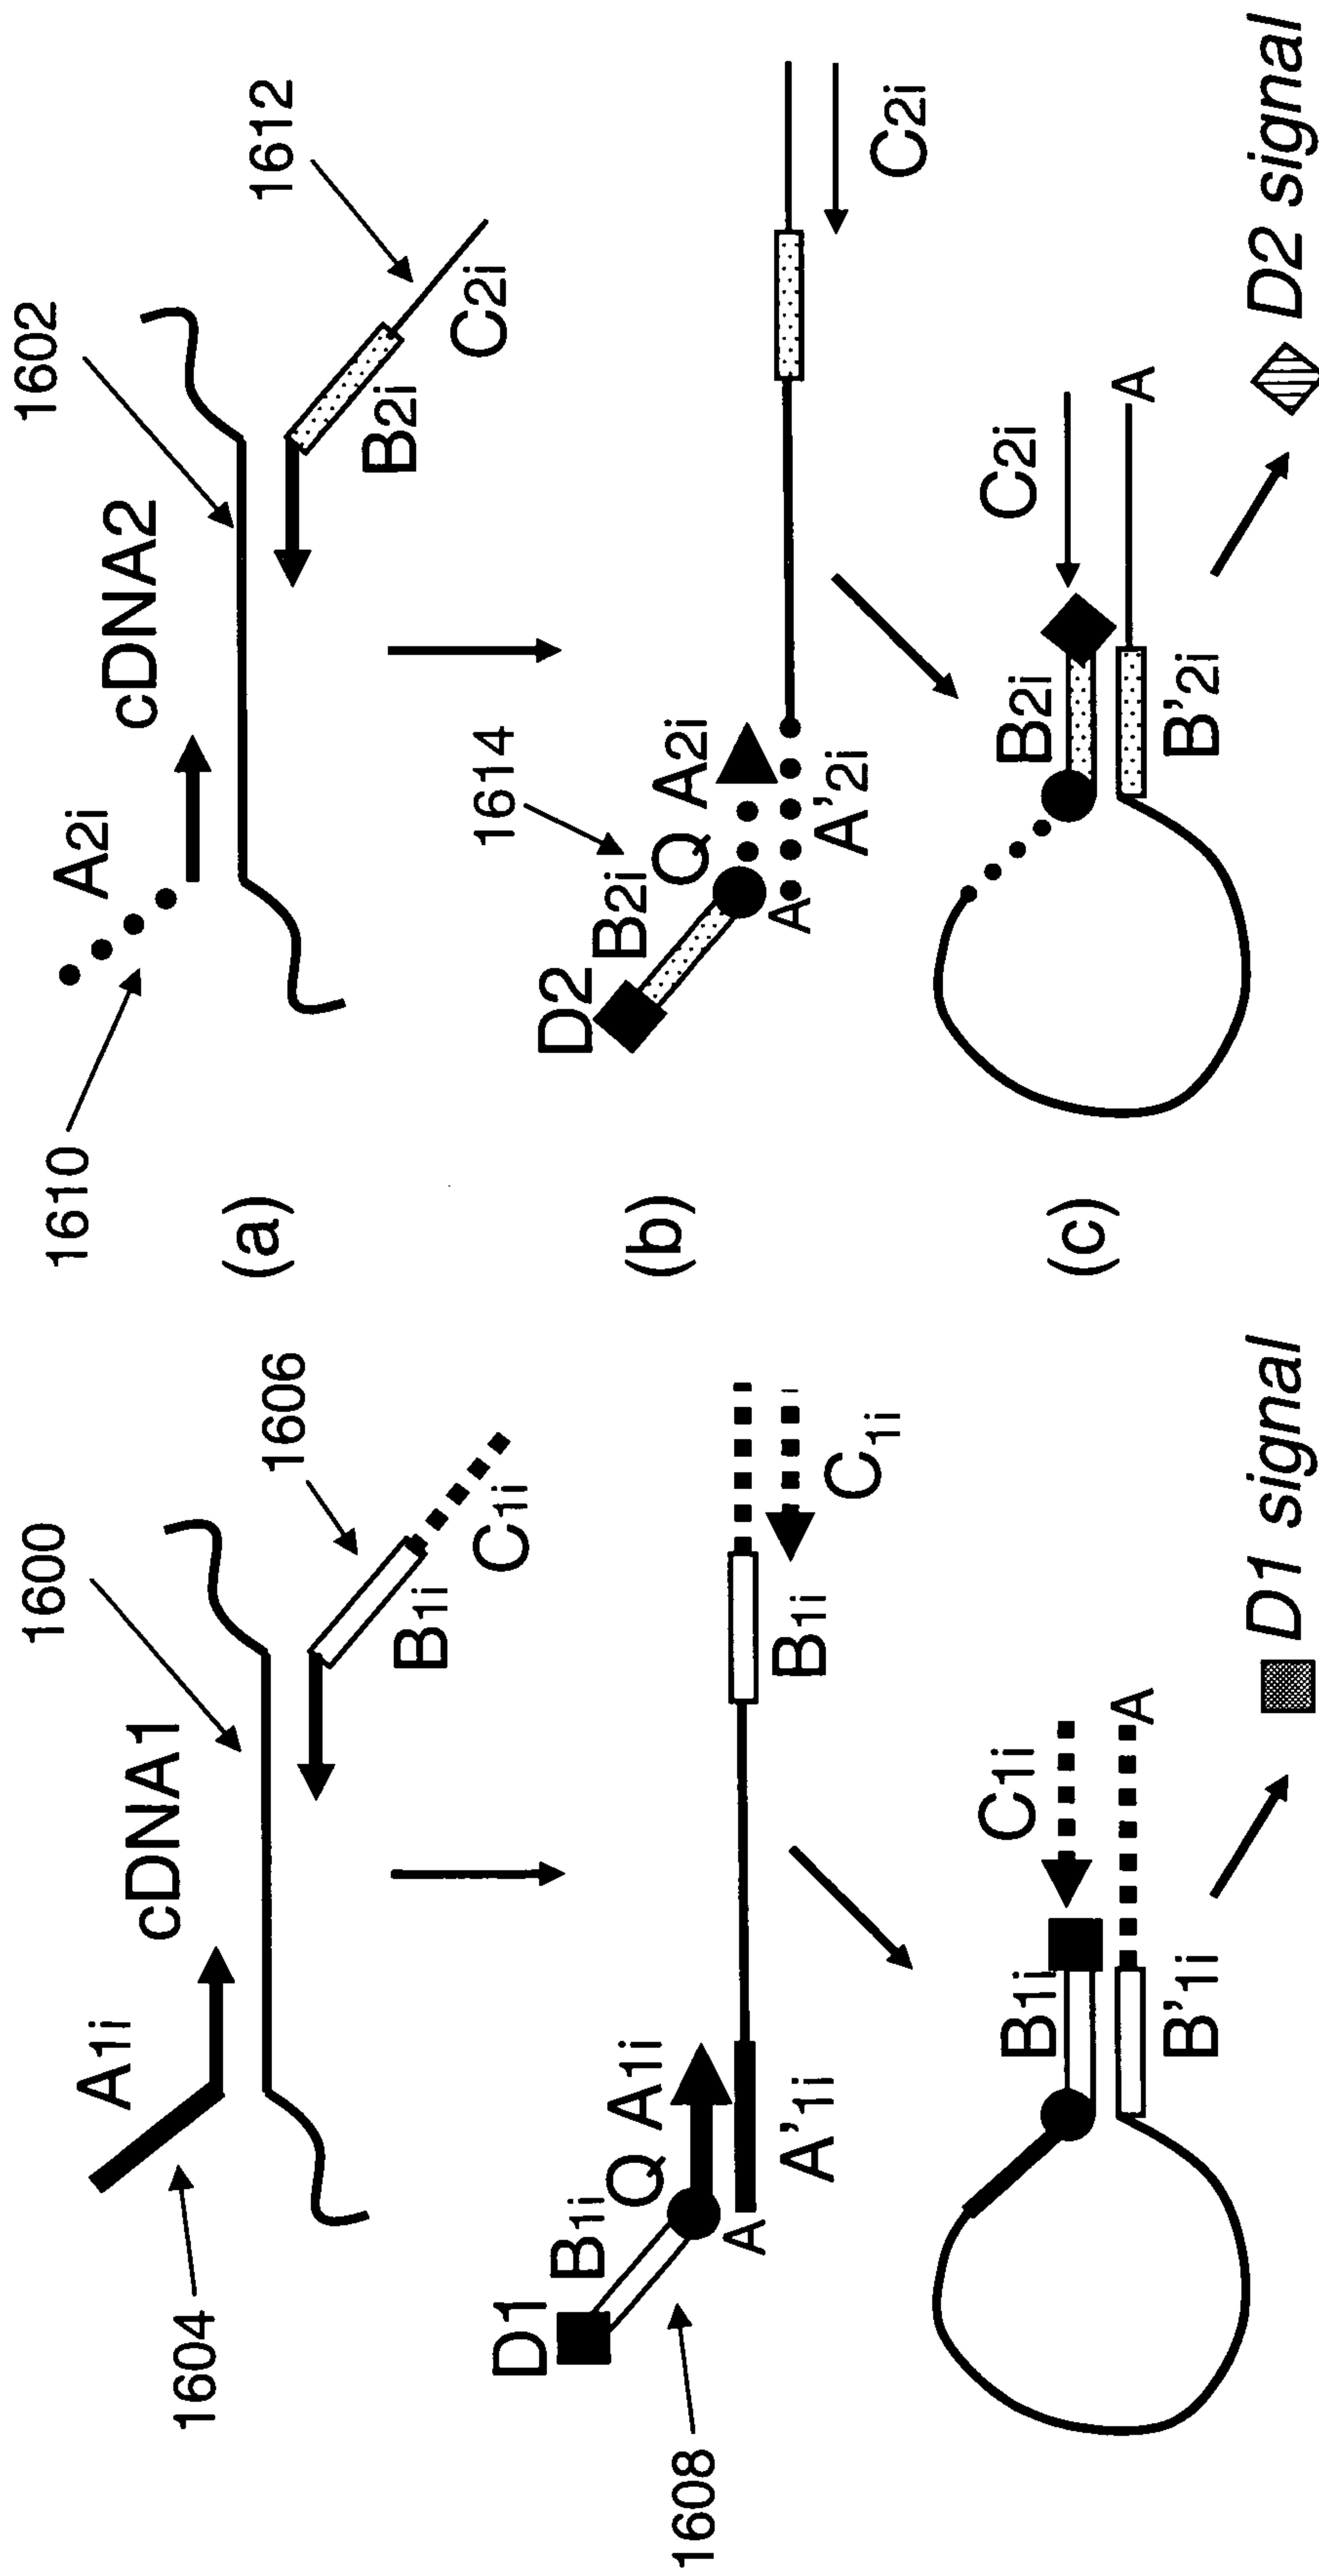 1600
cDNA1
A1i
1604
1606
B1i
C1i
1602
cDNA2
A2i
1610
1612
B2i
C2i
(a)
D1
B1i
Q
A1i
A
A'1i
1608
B1i
C1i
(b)
D2
B2i
1614
Q
A2i
A
A'2i
C2i
B1i
C1i
B'1i
A
D1 signal
(c)
B2i
C2i
B'2i
A
D2 signal